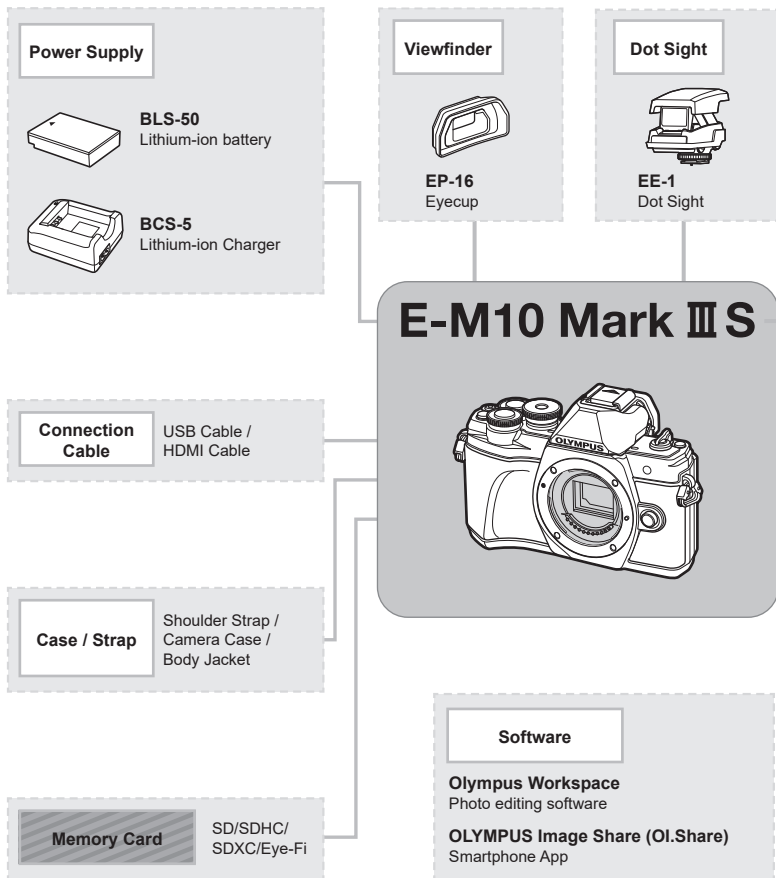 Power Supply
BLS-50
Lithium-ion battery
BCS-5
Lithium-ion Charger
Viewfinder
EP-16
Eyecup
Dot Sight
EE-1
Dot Sight
E-M10 Mark Ⅲ S
OLYMPUS
Connection
Cable
USB Cable /
HDMI Cable
Case / Strap
Shoulder Strap /
Camera Case /
Body Jacket
Memory Card
SD/SDHC/
SDXC/Eye-Fi
Software
Olympus Workspace
Photo editing software
OLYMPUS Image Share (OI.Share)
Smartphone App